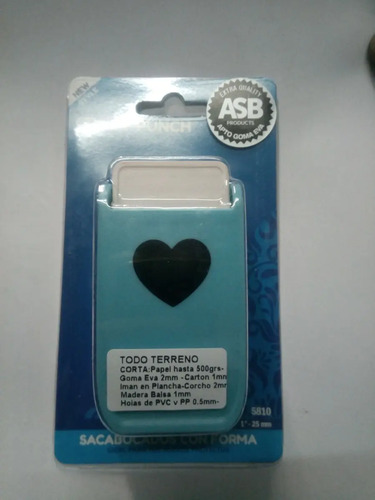 NEW
EXTRA QUALITY
ASB
PRODUCTS
APTO GOMA EVA
PUNCH
TODO TERRENO
CORTA:Papel hasta 500grs-
Goma Eva 2mm -Carton 1mm
Iman en Plancha-Corcho 2mm
Madera Balsa 1mm
Hojas de PVC y PP 0.5mm-
5810
1" - 25 mm
SACABOCADOS CON FORMA